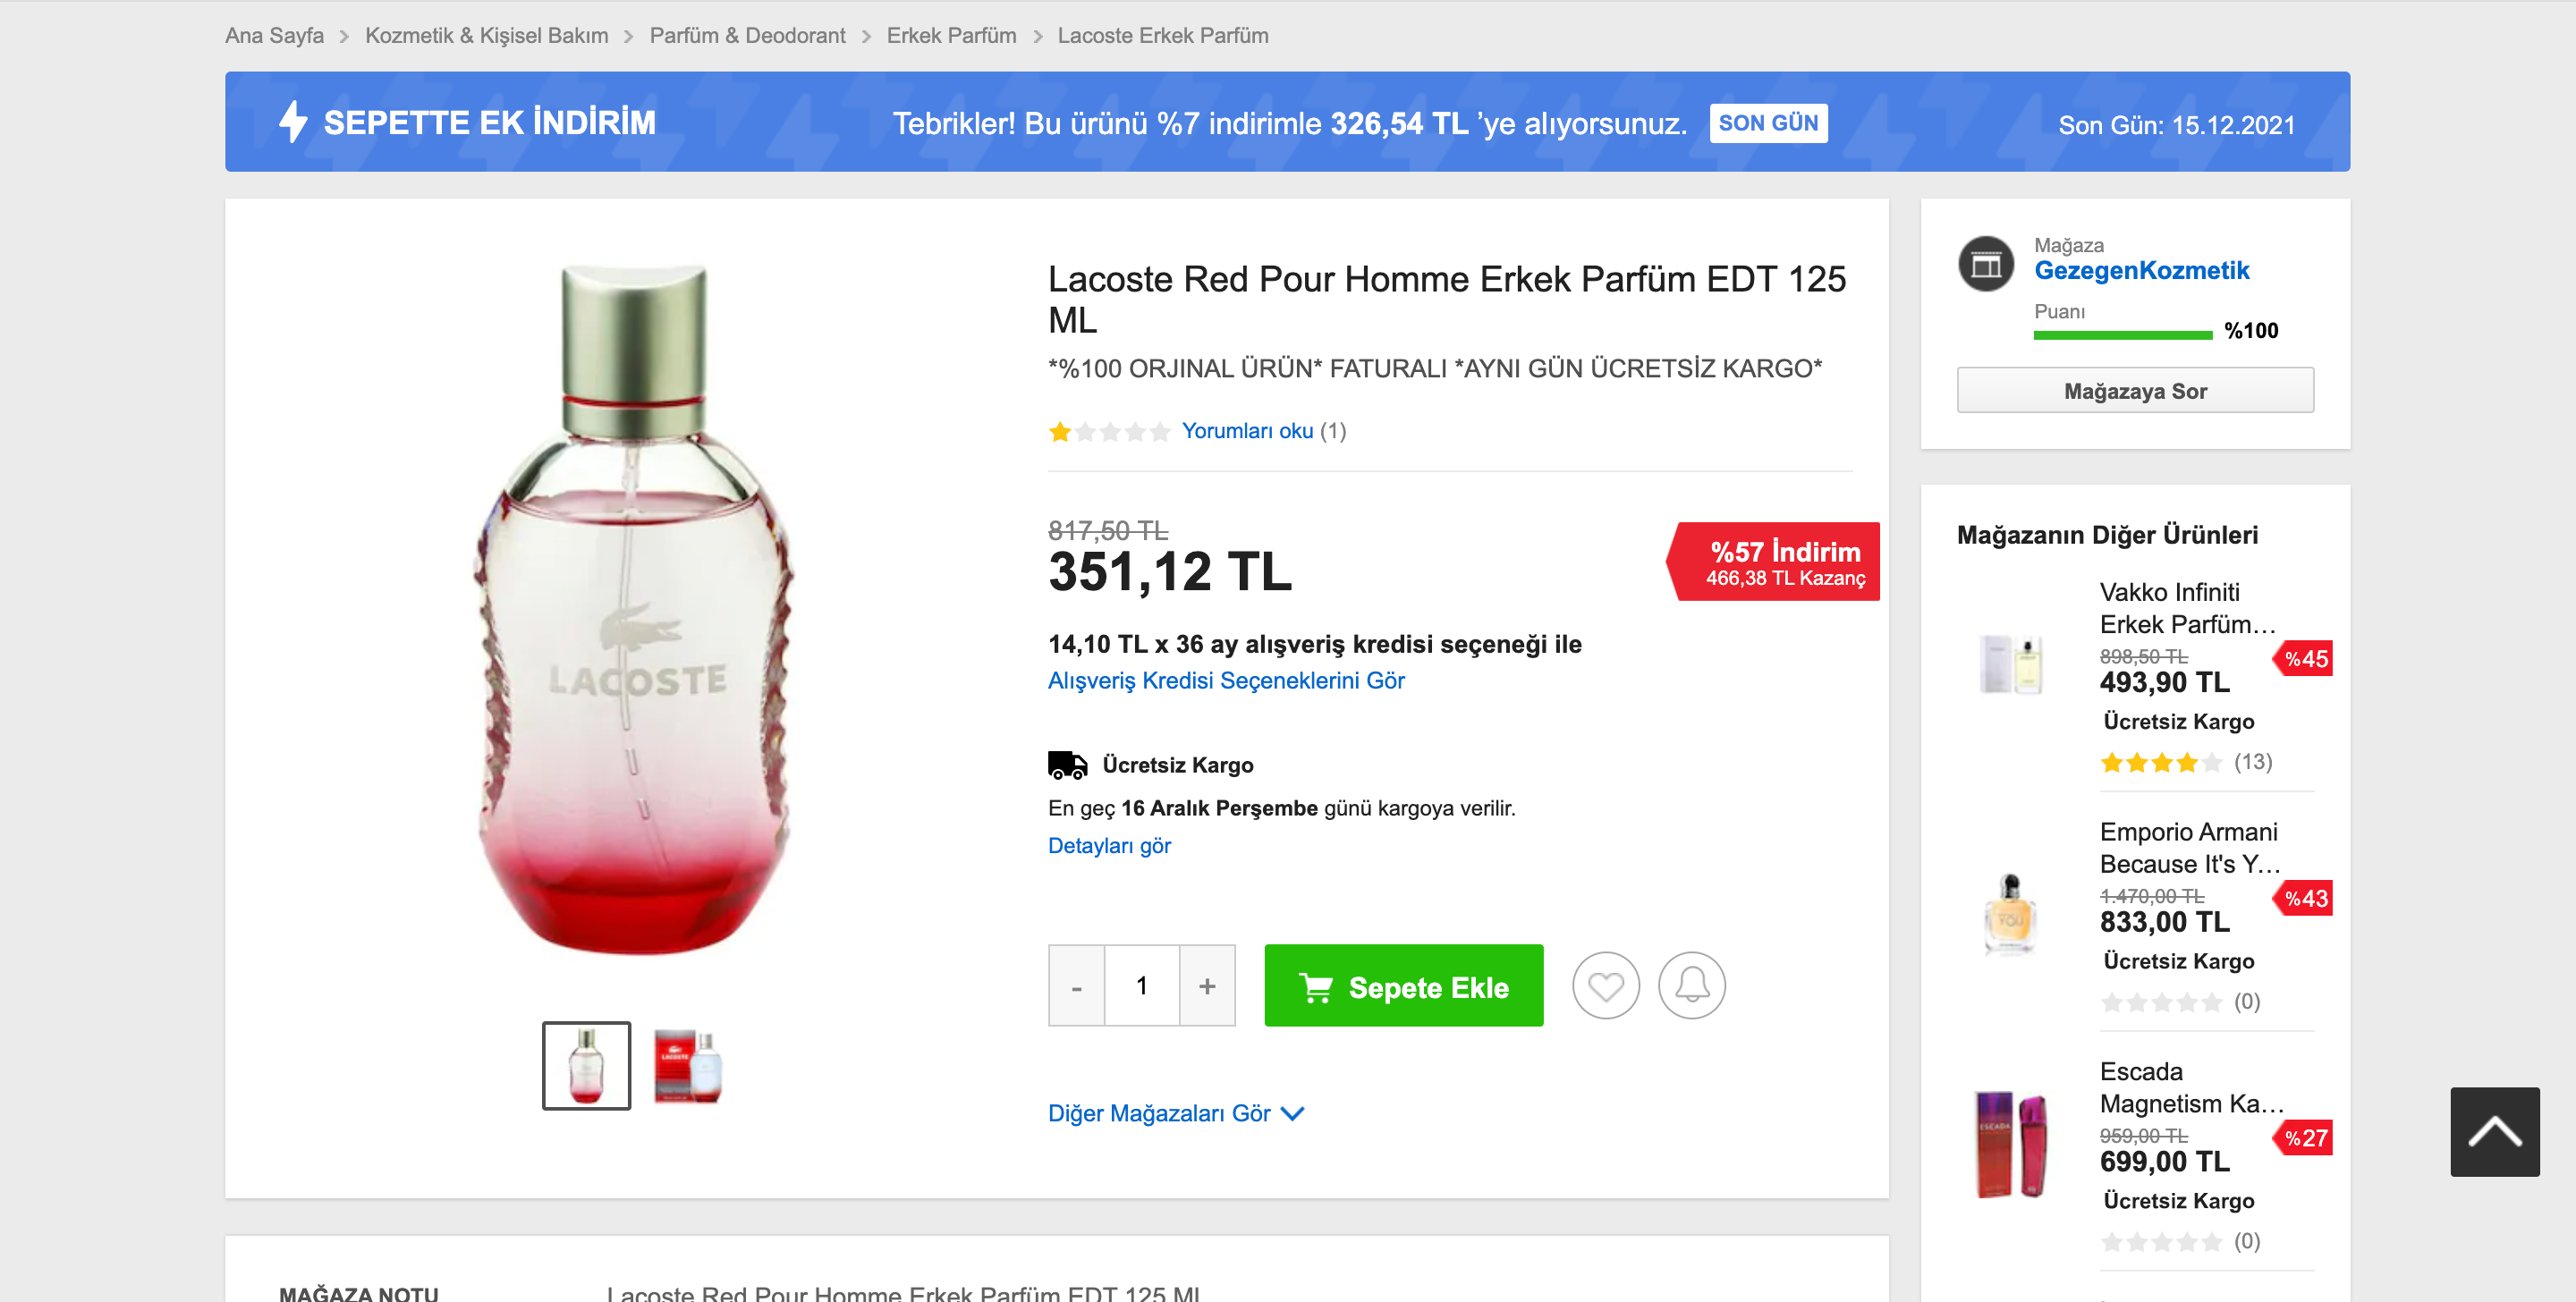 Ana Sayfa > Kozmetik & Kişisel Bakım > Parfüm & Deodorant > Erkek Parfüm > Lacoste Erkek Parfüm
SEPETTE EK İNDİRİM
Tebrikler! Bu ürünü %7 indirimle 326,54 TL 'ye alıyorsunuz.
SON GÜN
Son Gün: 15.12.2021
LACOSTE
Lacoste Red Pour Homme Erkek Parfüm EDT 125
ML
*%100 ORJINAL ÜRÜN* FATURALI *AYNI GÜN ÜCRETSİZ KARGO*
Yorumları oku (1)
817,50 TL
351,12 TL
%57 İndirim
466,38 TL Kazanç
14,10 TL x 36 ay alışveriş kredisi seçeneği ile
Alışveriş Kredisi Seçeneklerini Gör
Ücretsiz Kargo
En geç 16 Aralık Perşembe günü kargoya verilir.
Detayları gör
- 1 +
Sepete Ekle
Diğer Mağazaları Gör
LACOSTE
MAĞAZA NOTU
Lacoste Red Pour Homme Erkek Parfüm EDT 125 ML
Mağaza
GezegenKozmetik
Puanı
%100
Mağazaya Sor
Mağazanın Diğer Ürünleri
Vakko Infiniti
Erkek Parfüm...
898,50 TL
%45
493,90 TL
Ücretsiz Kargo
(13)
Emporio Armani
Because It's Y...
1.470,00 TL
%43
833,00 TL
Ücretsiz Kargo
(0)
YOU
Escada
Magnetism Ka...
959,00 TL
%27
699,00 TL
Ücretsiz Kargo
(0)
ESCADA